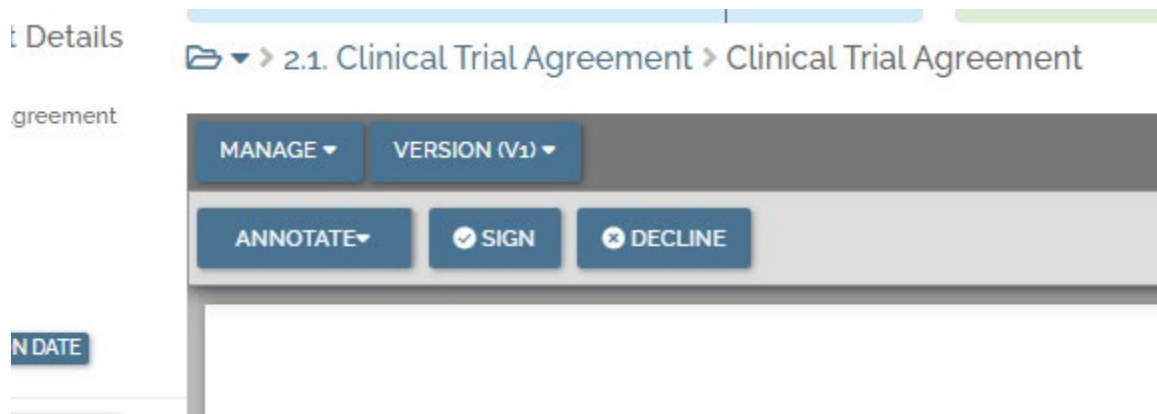 t Details
> 2.1. Clinical Trial Agreement > Clinical Trial Agreement
greement
MANAGE VERSION (V1)
ANNOTATE SIGN DECLINE
N DATE